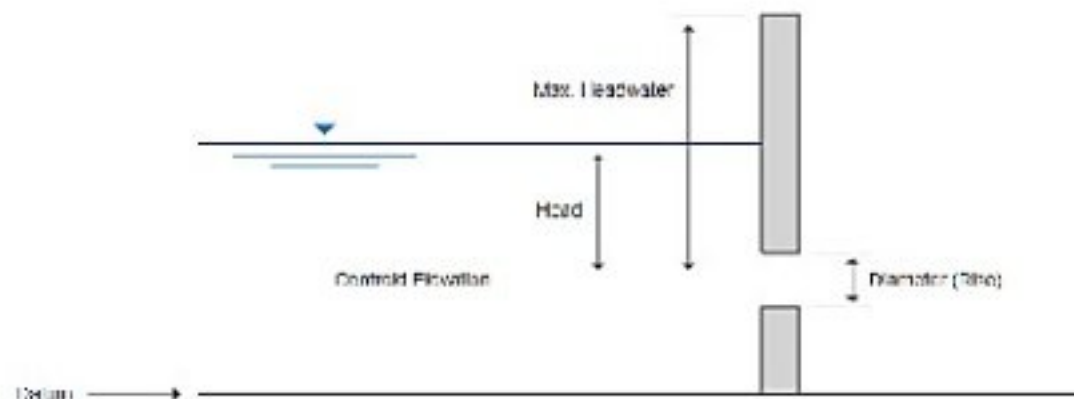 Max. Headwater
Head
Centroid Elevation
Diameter (Rise)
Datum